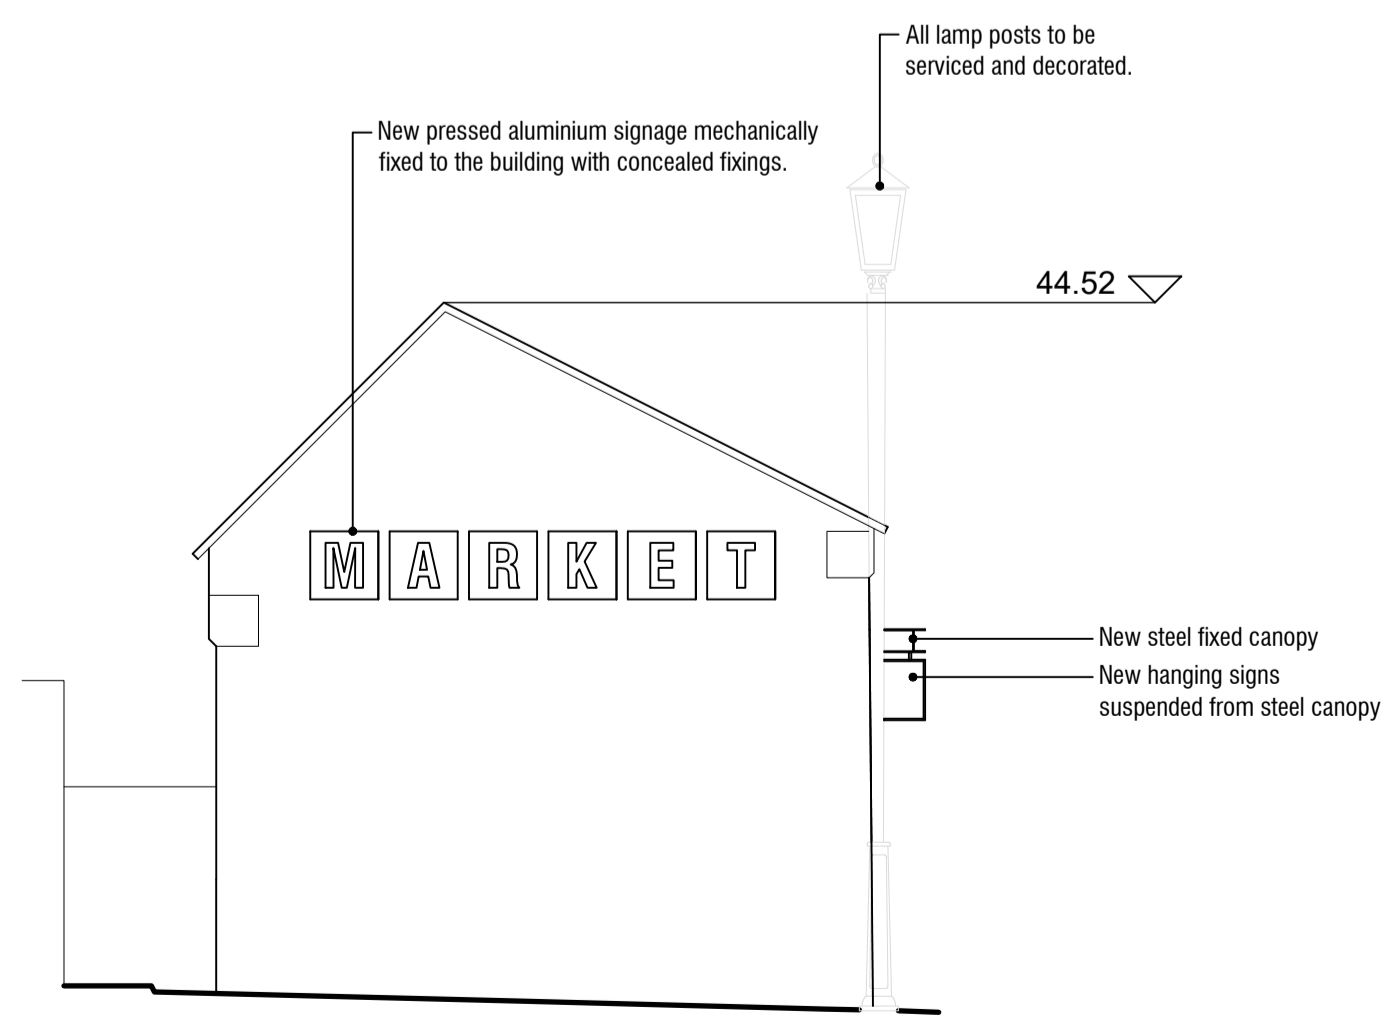 All lamp posts to be
serviced and decorated.
New pressed aluminium signage mechanically
fixed to the building with concealed fixings.
44.52
MARKET
New steel fixed canopy
New hanging signs
suspended from steel canopy